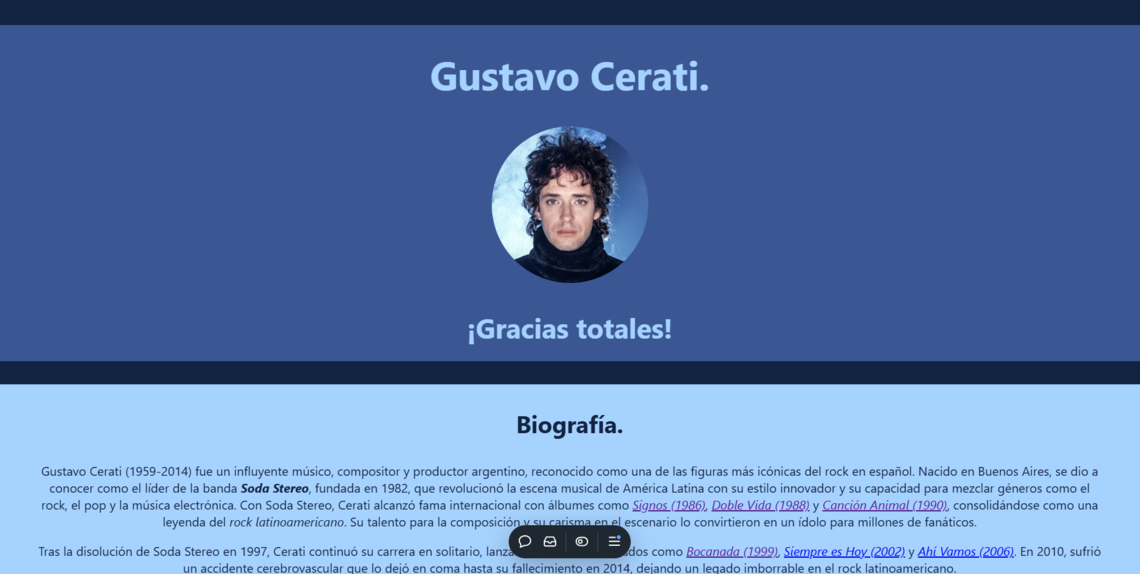 Gustavo Cerati.
¡Gracias totales!
Biografía.
Gustavo Cerati (1959-2014) fue un influyente músico, compositor y productor argentino, reconocido como una de las figuras más icónicas del rock en español. Nacido en Buenos Aires, se dio a
conocer como el líder de la banda Soda Stereo, fundada en 1982, que revolucionó la escena musical de América Latina con su estilo innovador y su capacidad para mezclar géneros como el
rock, el pop y la música electrónica. Con Soda Stereo, Cerati alcanzó fama internacional con álbumes como Signos (1986), Doble Vida (1988) y Canción Animal (1990), consolidándose como una
leyenda del rock latinoamericano. Su talento para la composición y su carisma en el escenario lo convirtieron en un ídolo para millones de fanáticos.
Tras la disolución de Soda Stereo en 1997, Cerati continuó su carrera en solitario, como Bocanada (1999), Siempre es Hoy (2002) y Ahí Vamos (2006). En 2010, sufrió
un accidente cerebrovascular que lo dejó en coma hasta su fallecimiento en 2014, dejando un legado imborrable en el rock latinoamericano.